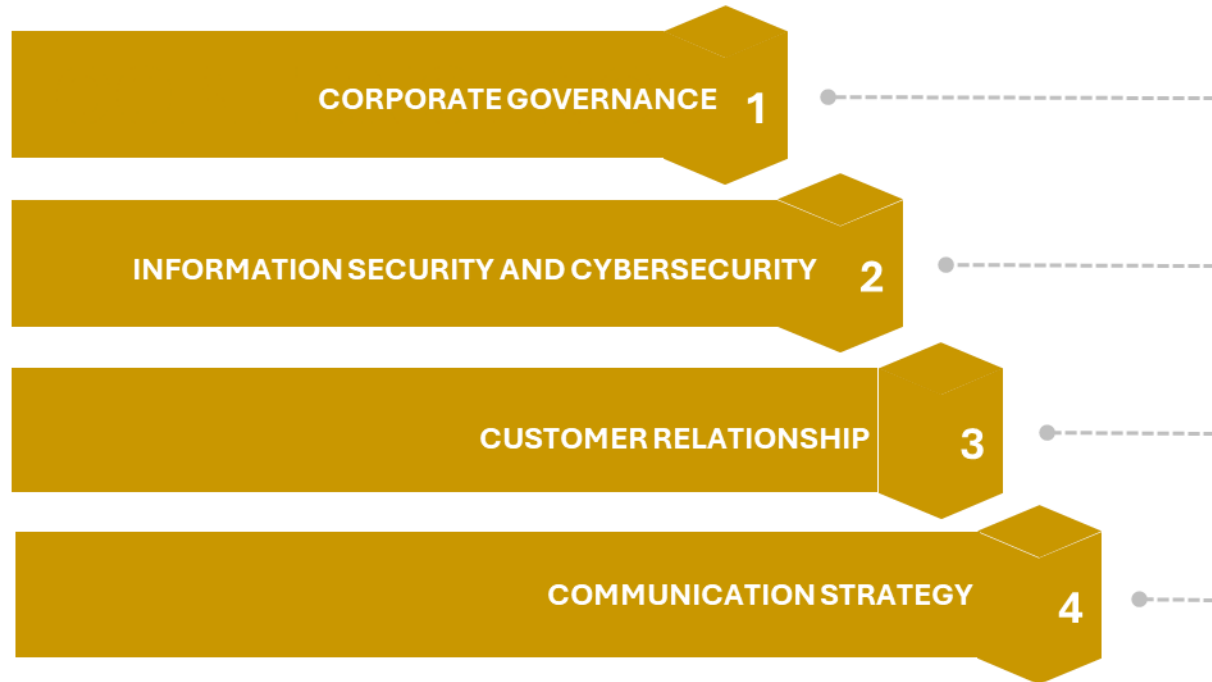 CORPORATE GOVERNANCE 1
INFORMATION SECURITY AND CYBERSECURITY 2
CUSTOMER RELATIONSHIP 3
COMMUNICATION STRATEGY 4